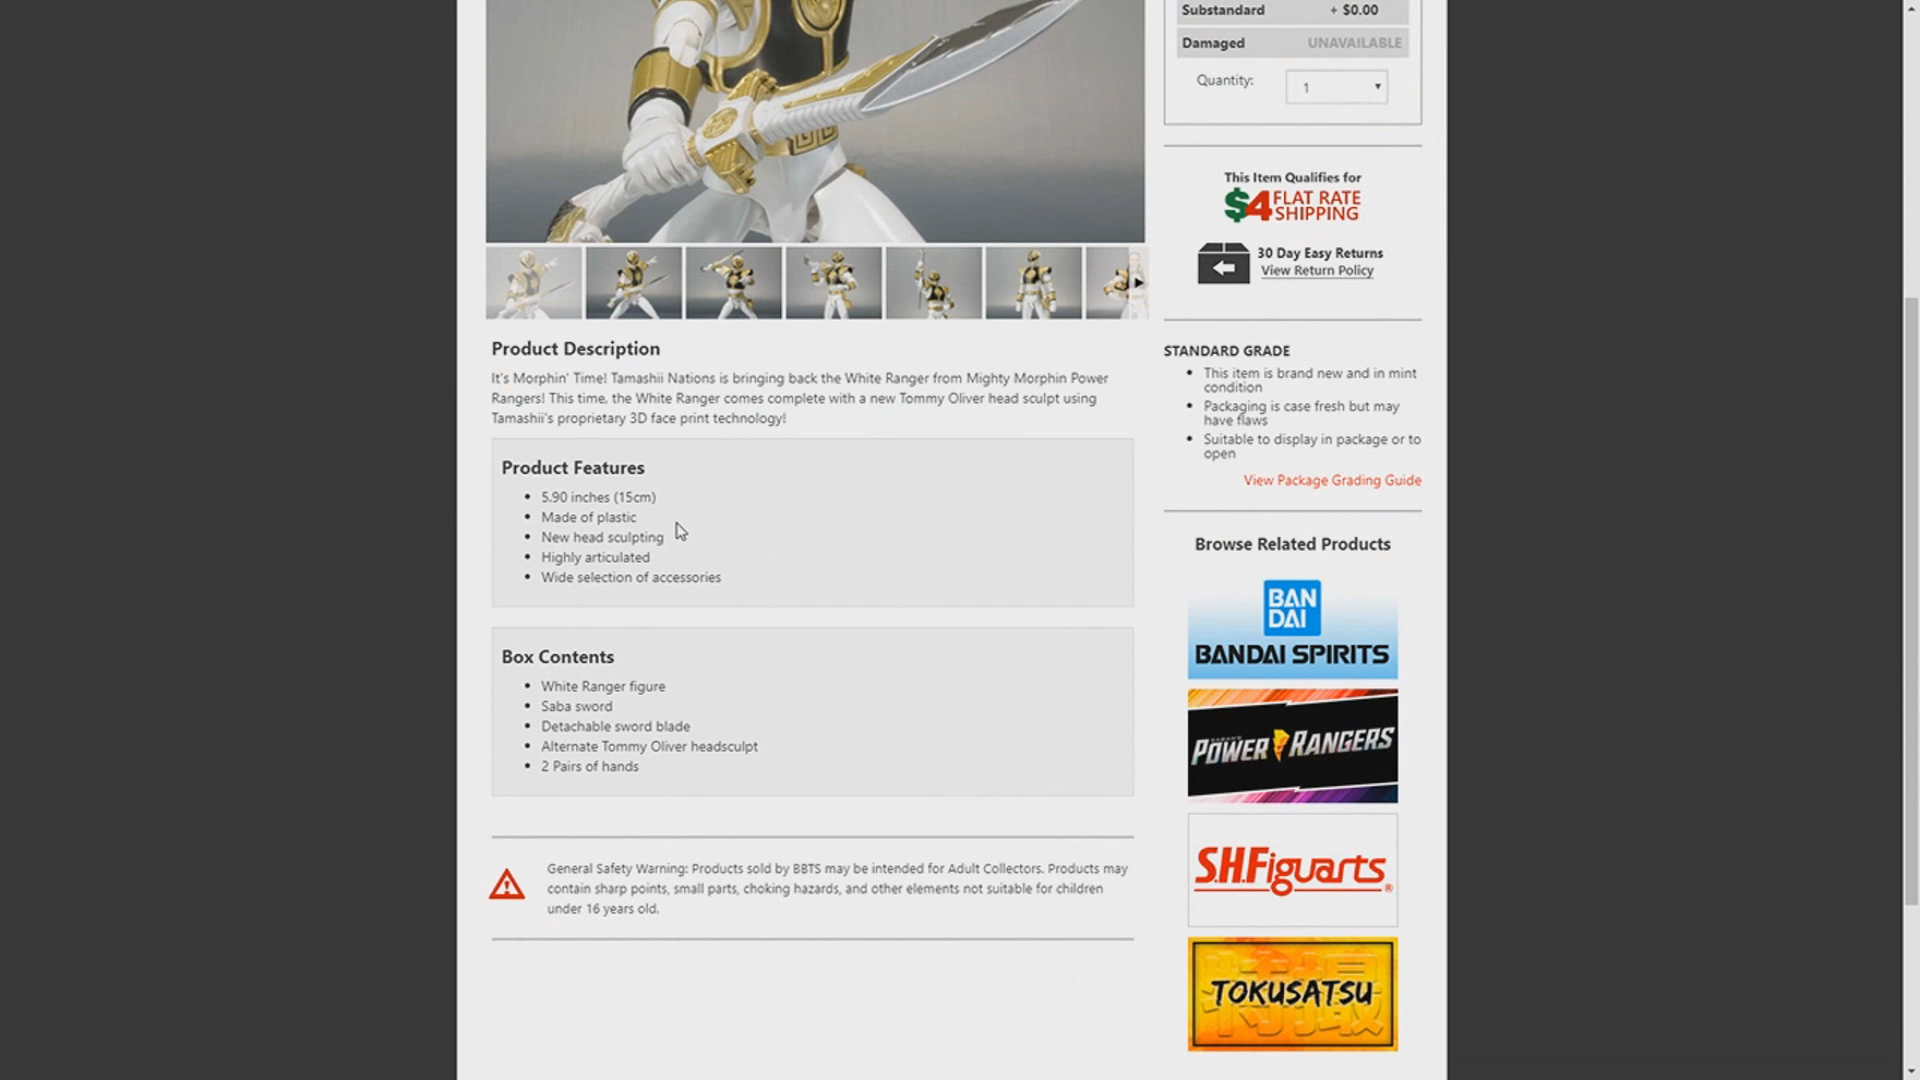 Substandard + $0.00
Damaged UNAVAILABLE
Quantity: 1
This Item Qualifies for
$4 FLAT RATE
SHIPPING
30 Day Easy Returns
View Return Policy
Product Description
It's Morphin' Time! Tamashii Nations is bringing back the White Ranger from Mighty Morphin Power
Rangers! This time, the White Ranger comes complete with a new Tommy Oliver head sculpt using
Tamashii's proprietary 3D face print technology!
Product Features
5.90 inches (15cm)
Made of plastic
New head sculpting
Highly articulated
Wide selection of accessories
Box Contents
White Ranger figure
Saba sword
Detachable sword blade
Alternate Tommy Oliver headsculpt
2 Pairs of hands
General Safety Warning: Products sold by BBTS may be intended for Adult Collectors. Products may
contain sharp points, small parts, choking hazards, and other elements not suitable for children
under 16 years old.
STANDARD GRADE
This item is brand new and in mint
condition
Packaging is case fresh but may
have flaws
Suitable to display in package or to
open
View Package Grading Guide
Browse Related Products
BAN
DAI
BANDAI SPIRITS
POWER RANGERS
S.H.Figuarts®
特撮
TOKUSATSU